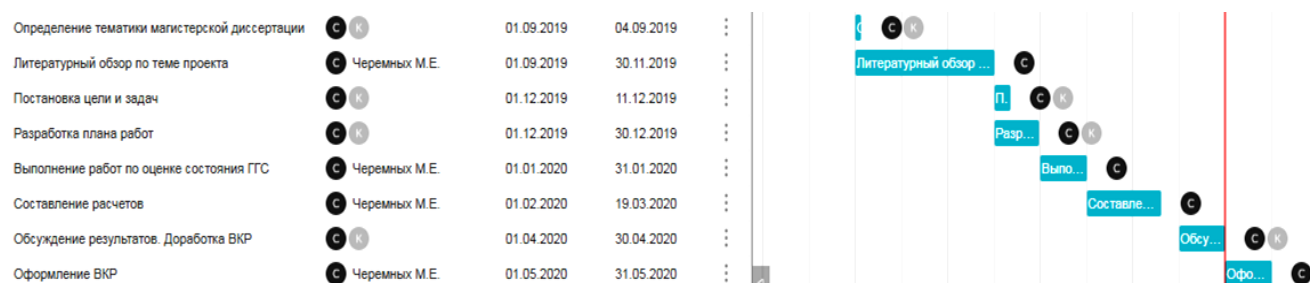 Определение тематики магистерской диссертации С К 01.09.2019 04.09.2019 С К
Литературный обзор по теме проекта С Черемных М.Е. 01.09.2019 30.11.2019 Литературный обзор ... С
Постановка цели и задач С К 01.12.2019 11.12.2019 П. С К
Разработка плана работ С К 01.12.2019 30.12.2019 Разр... С К
Выполнение работ по оценке состояния ГГС С Черемных М.Е. 01.01.2020 31.01.2020 Выпо... С
Составление расчетов С Черемных М.Е. 01.02.2020 19.03.2020 Составле... С
Обсуждение результатов. Доработка ВКР С К 01.04.2020 30.04.2020 Обсу... С К
Оформление ВКР С Черемных М.Е. 01.05.2020 31.05.2020 Офо... С